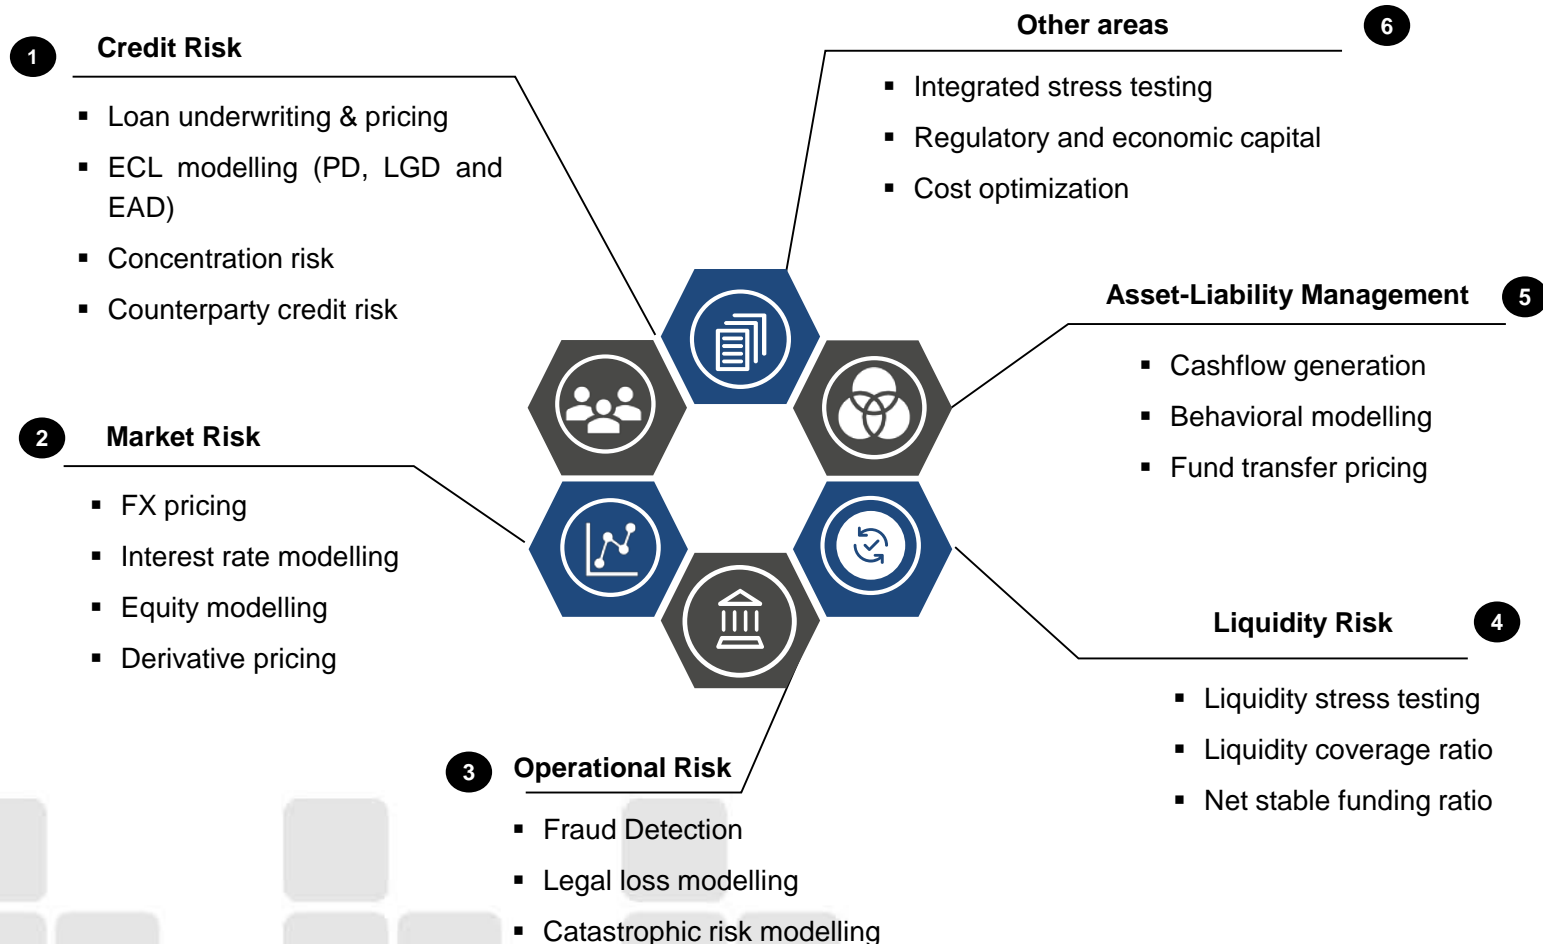 1
Credit Risk
▪ Loan underwriting & pricing
▪ ECL modelling (PD, LGD and
EAD)
▪ Concentration risk
▪ Counterparty credit risk
2
Market Risk
▪ FX pricing
▪ Interest rate modelling
▪ Equity modelling
▪ Derivative pricing
3
Operational Risk
▪ Fraud Detection
▪ Legal loss modelling
▪ Catastrophic risk modelling
Liquidity Risk
4
▪ Liquidity stress testing
▪ Liquidity coverage ratio
▪ Net stable funding ratio
Asset-Liability Management
5
▪ Cashflow generation
▪ Behavioral modelling
▪ Fund transfer pricing
Other areas
6
▪ Integrated stress testing
▪ Regulatory and economic capital
▪ Cost optimization